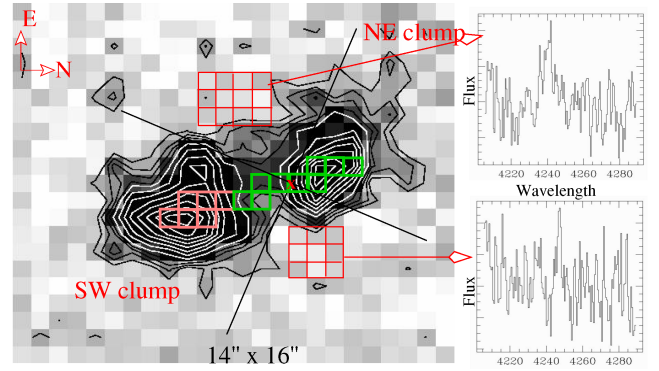 E
N
NE clump
SW clump
14" x 16"
Flux
4220 4240 4260 4280
Wavelength
Flux
4220 4240 4260 4280